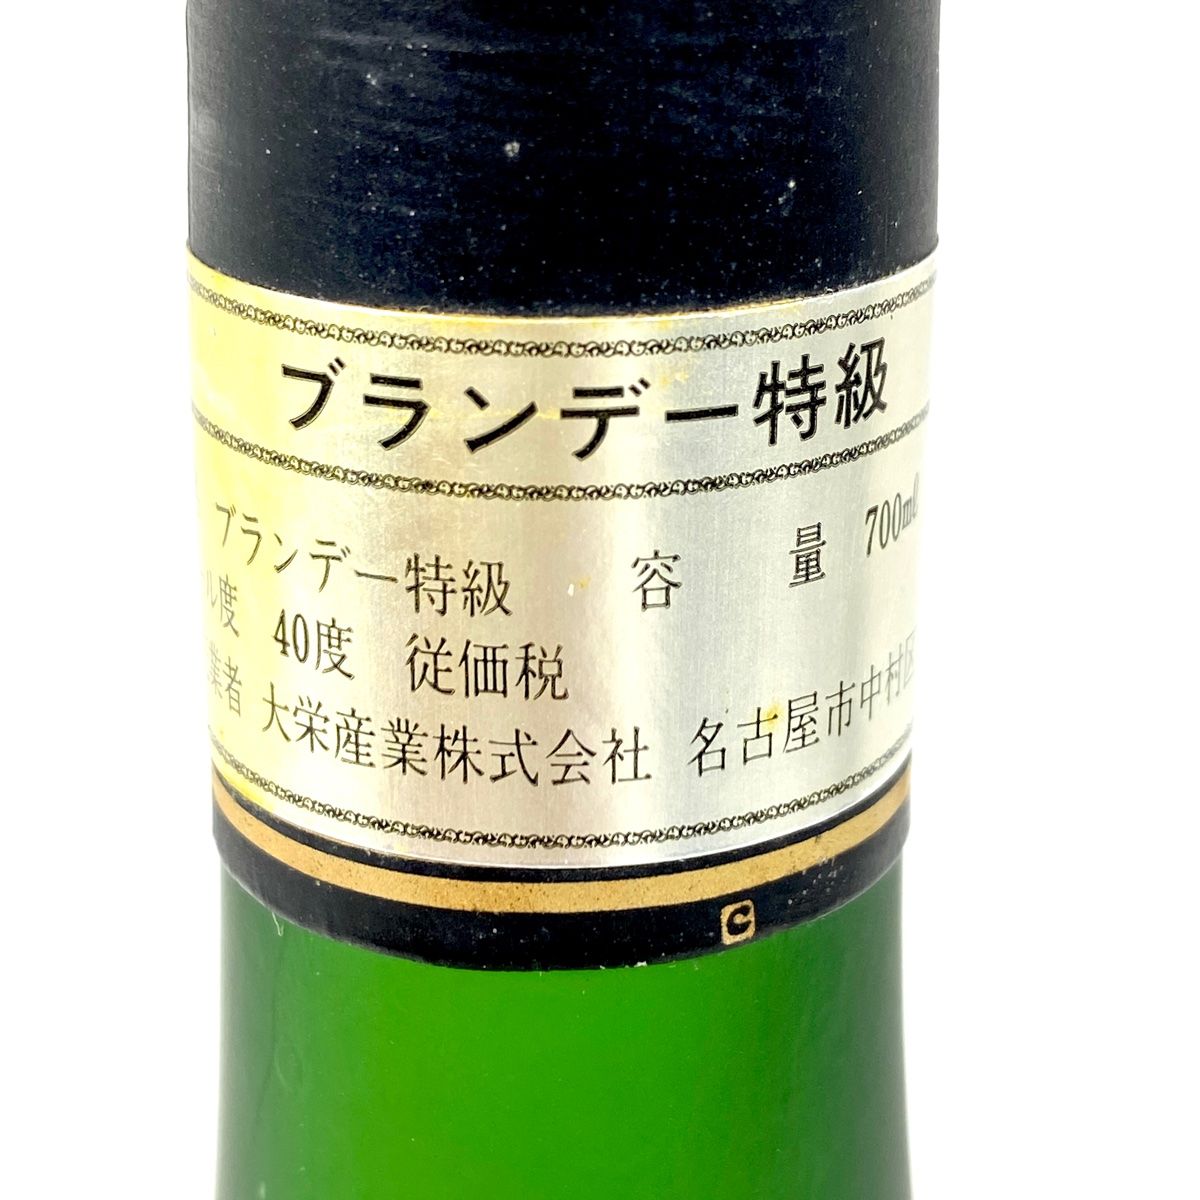 ブランデー特級
ブランデー特級 容 量 700mℓ
ル度 40度 従価税
業者 大栄産業株式会社 名古屋市中村区
C